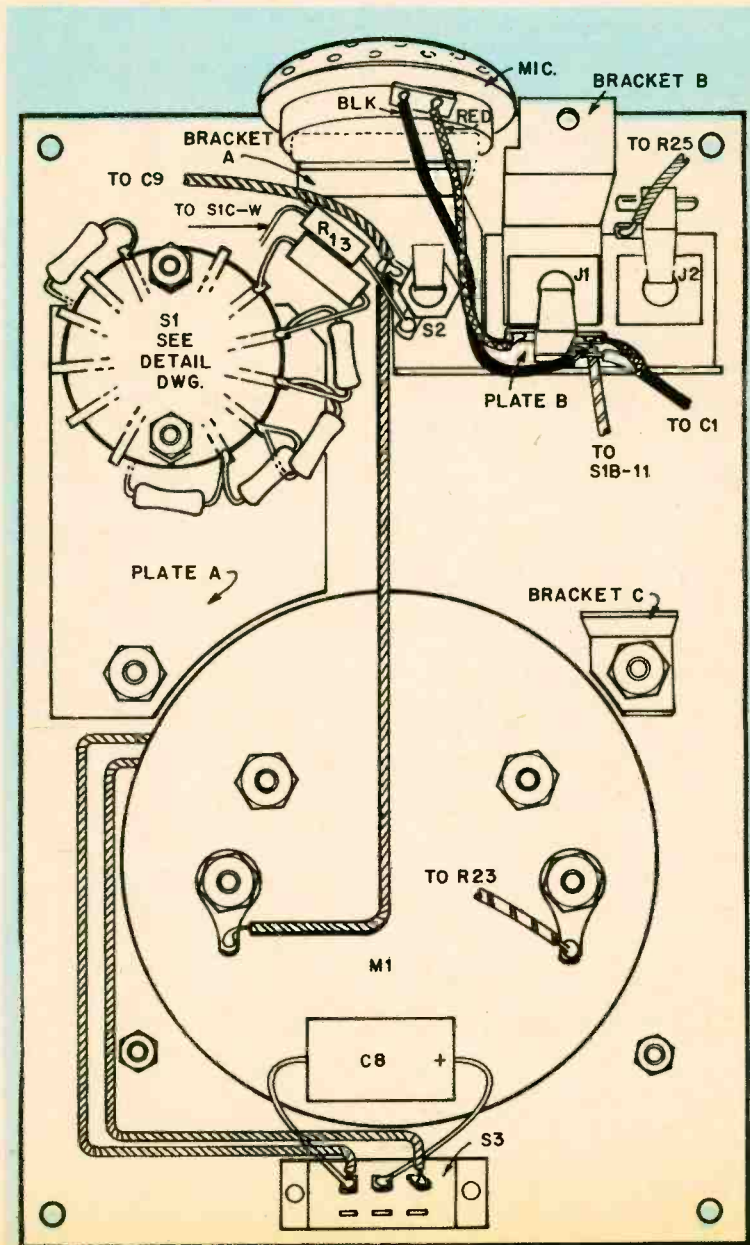 MIC.
BRACKET B
BLK.
RED
BRACKET
A
TO R25
TO C9
TO S1C-W
R13
J1
J2
S1
SEE
DETAIL
DWG.
S2
PLATE B
TO C1
TO
S1B-11
PLATE A
BRACKET C
TO R23
M1
C8
+
S3